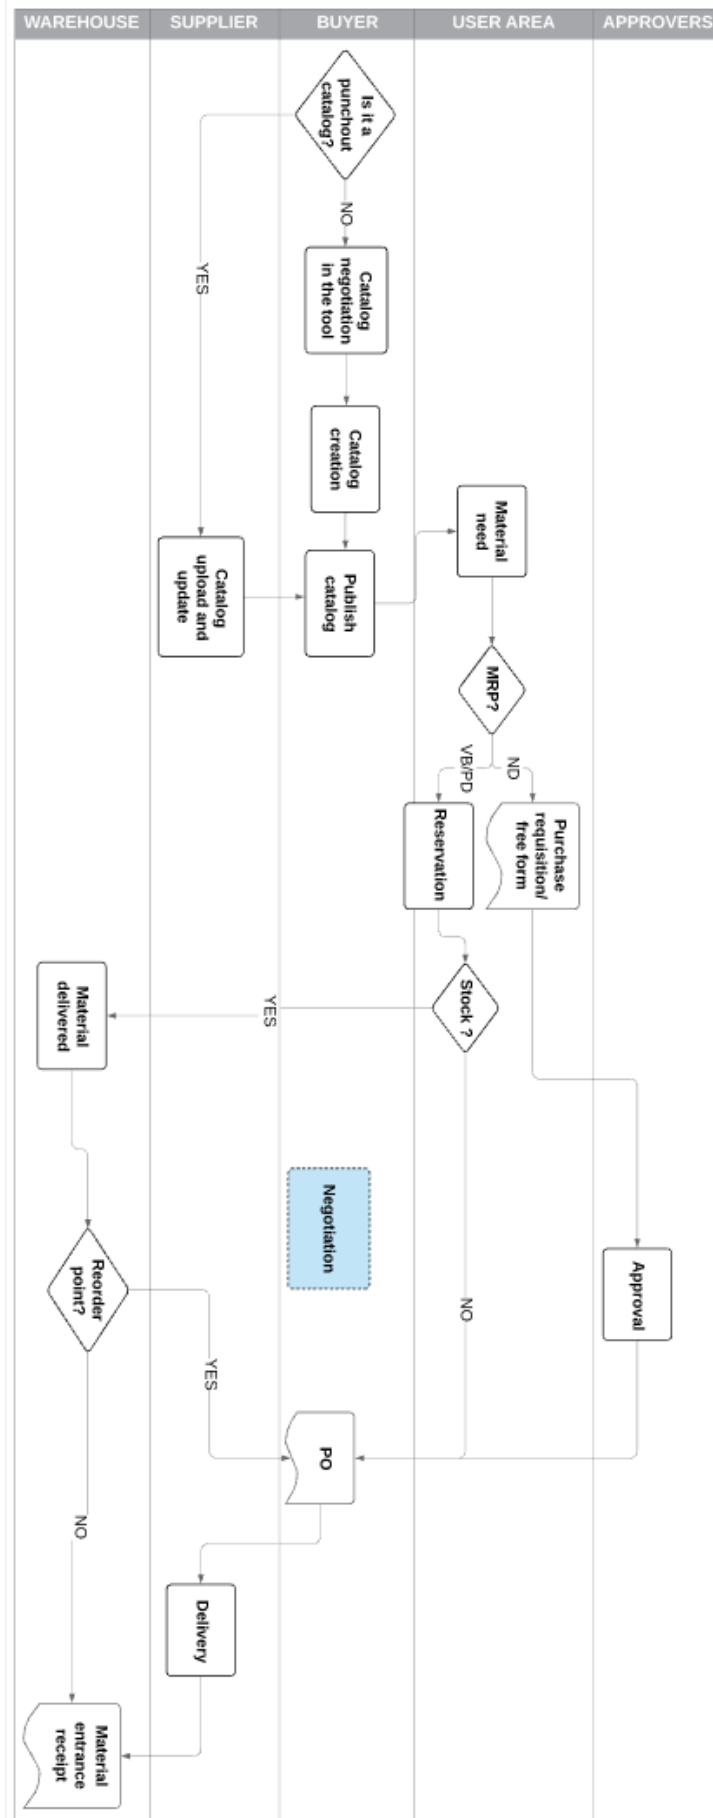 WAREHOUSE
SUPPLIER
BUYER
USER AREA
APPROVERS
Is it a
punchout
catalog?
NO
YES
Catalog
negotiation
in the tool
Catalog
creation
Material
need
Catalog
upload and
update
Publish
catalog
MRP?
VB/PD
ND
Reservation
Purchase
requisition/
free form
Material
delivered
YES
Stock ?
Negotiation
Reorder
point?
NO
Approval
YES
PO
NO
Delivery
Material
entrance
receipt